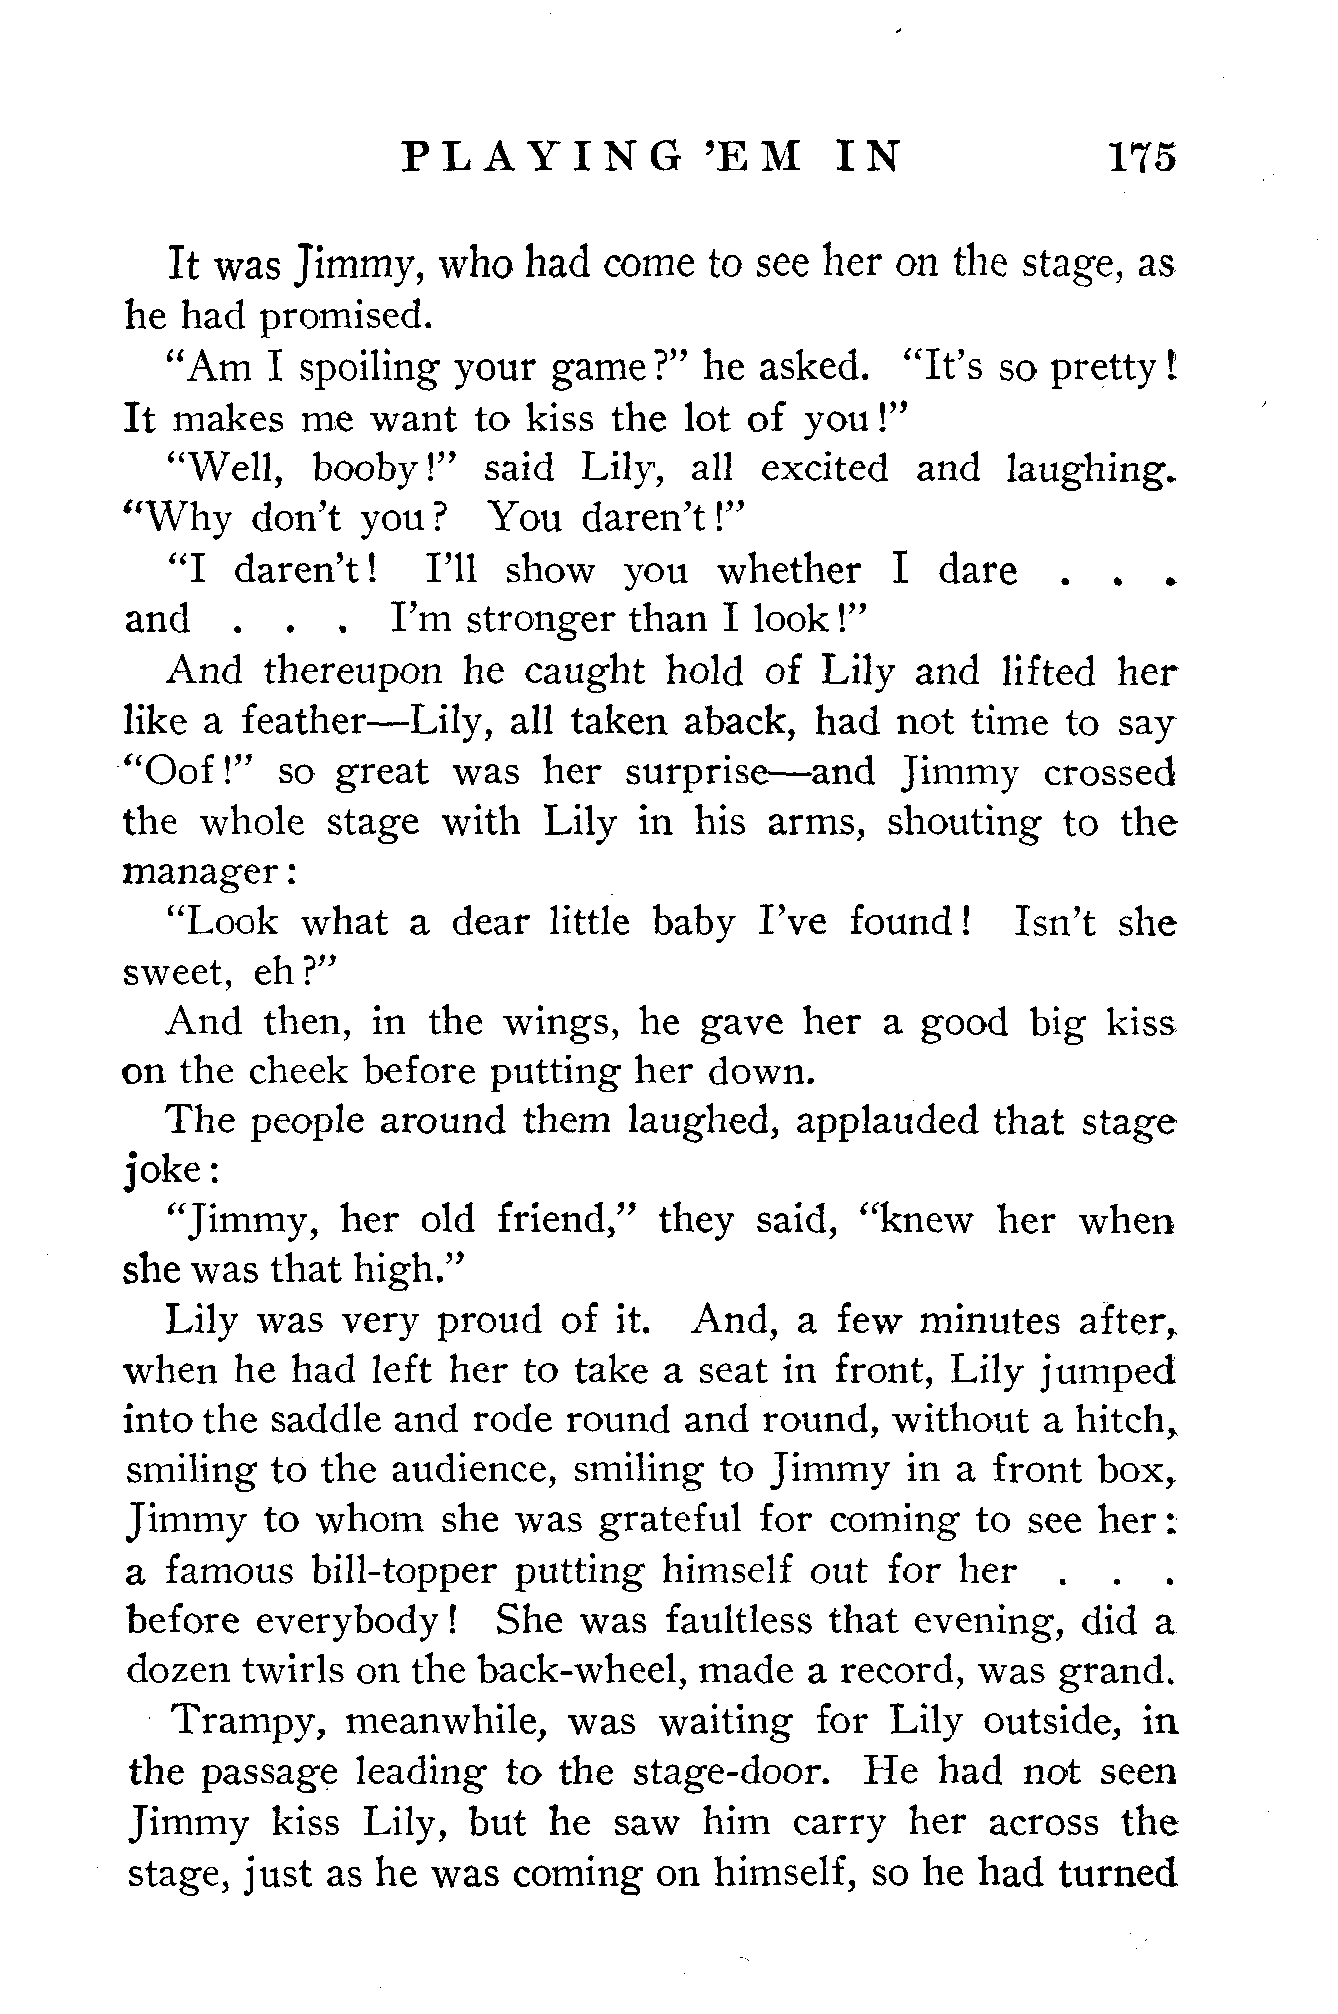 PLAYING 'EM IN 175
It was Jimmy, who had come to see her on the stage, as
he had promised.
“Am I spoiling your game?” he asked. “It’s so pretty!
It makes me want to kiss the lot of you!”
“Well, booby!” said Lily, all excited and laughing.
“Why don’t you? You daren’t!”
“I daren’t! I’ll show you whether I dare . . .
and . . . I’m stronger than I look!”
And thereupon he caught hold of Lily and lifted her
like a feather—Lily, all taken aback, had not time to say
“Oof!” so great was her surprise—and Jimmy crossed
the whole stage with Lily in his arms, shouting to the
manager:
“Look what a dear little baby I’ve found! Isn’t she
sweet, eh?”
And then, in the wings, he gave her a good big kiss
on the cheek before putting her down.
The people around them laughed, applauded that stage
joke:
“Jimmy, her old friend,” they said, “knew her when
she was that high.”
Lily was very proud of it. And, a few minutes after,
when he had left her to take a seat in front, Lily jumped
into the saddle and rode round and round, without a hitch,
smiling to the audience, smiling to Jimmy in a front box,
Jimmy to whom she was grateful for coming to see her:
a famous bill-topper putting himself out for her . . .
before everybody! She was faultless that evening, did a
dozen twirls on the back-wheel, made a record, was grand.
Trampy, meanwhile, was waiting for Lily outside, in
the passage leading to the stage-door. He had not seen
Jimmy kiss Lily, but he saw him carry her across the
stage, just as he was coming on himself, so he had turned